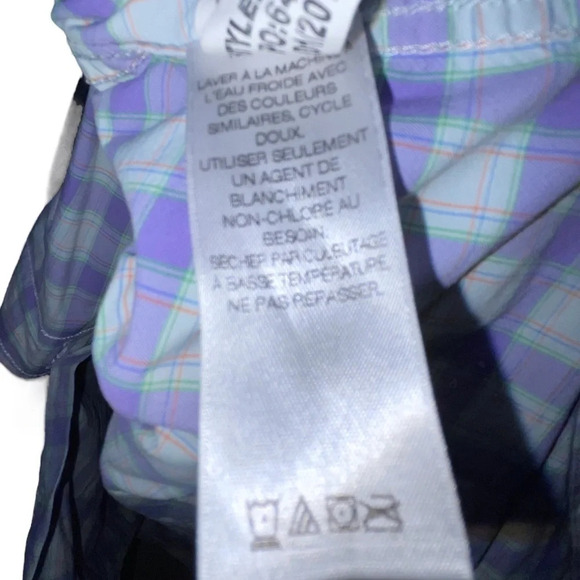 STYLE
LAVER À LA MACHINE
L'EAU FROIDE AVEC
DES COULEURS
SIMILAIRES, CYCLE
DOUX.
UTILISER SEULEMENT
UN AGENT DE
BLANCHIMENT
NON-CHLORÉ AU
BESOIN.
SÉCHER PAR CULBUTAGE
À BASSE TEMPÉRATURE.
NE PAS REPASSER.